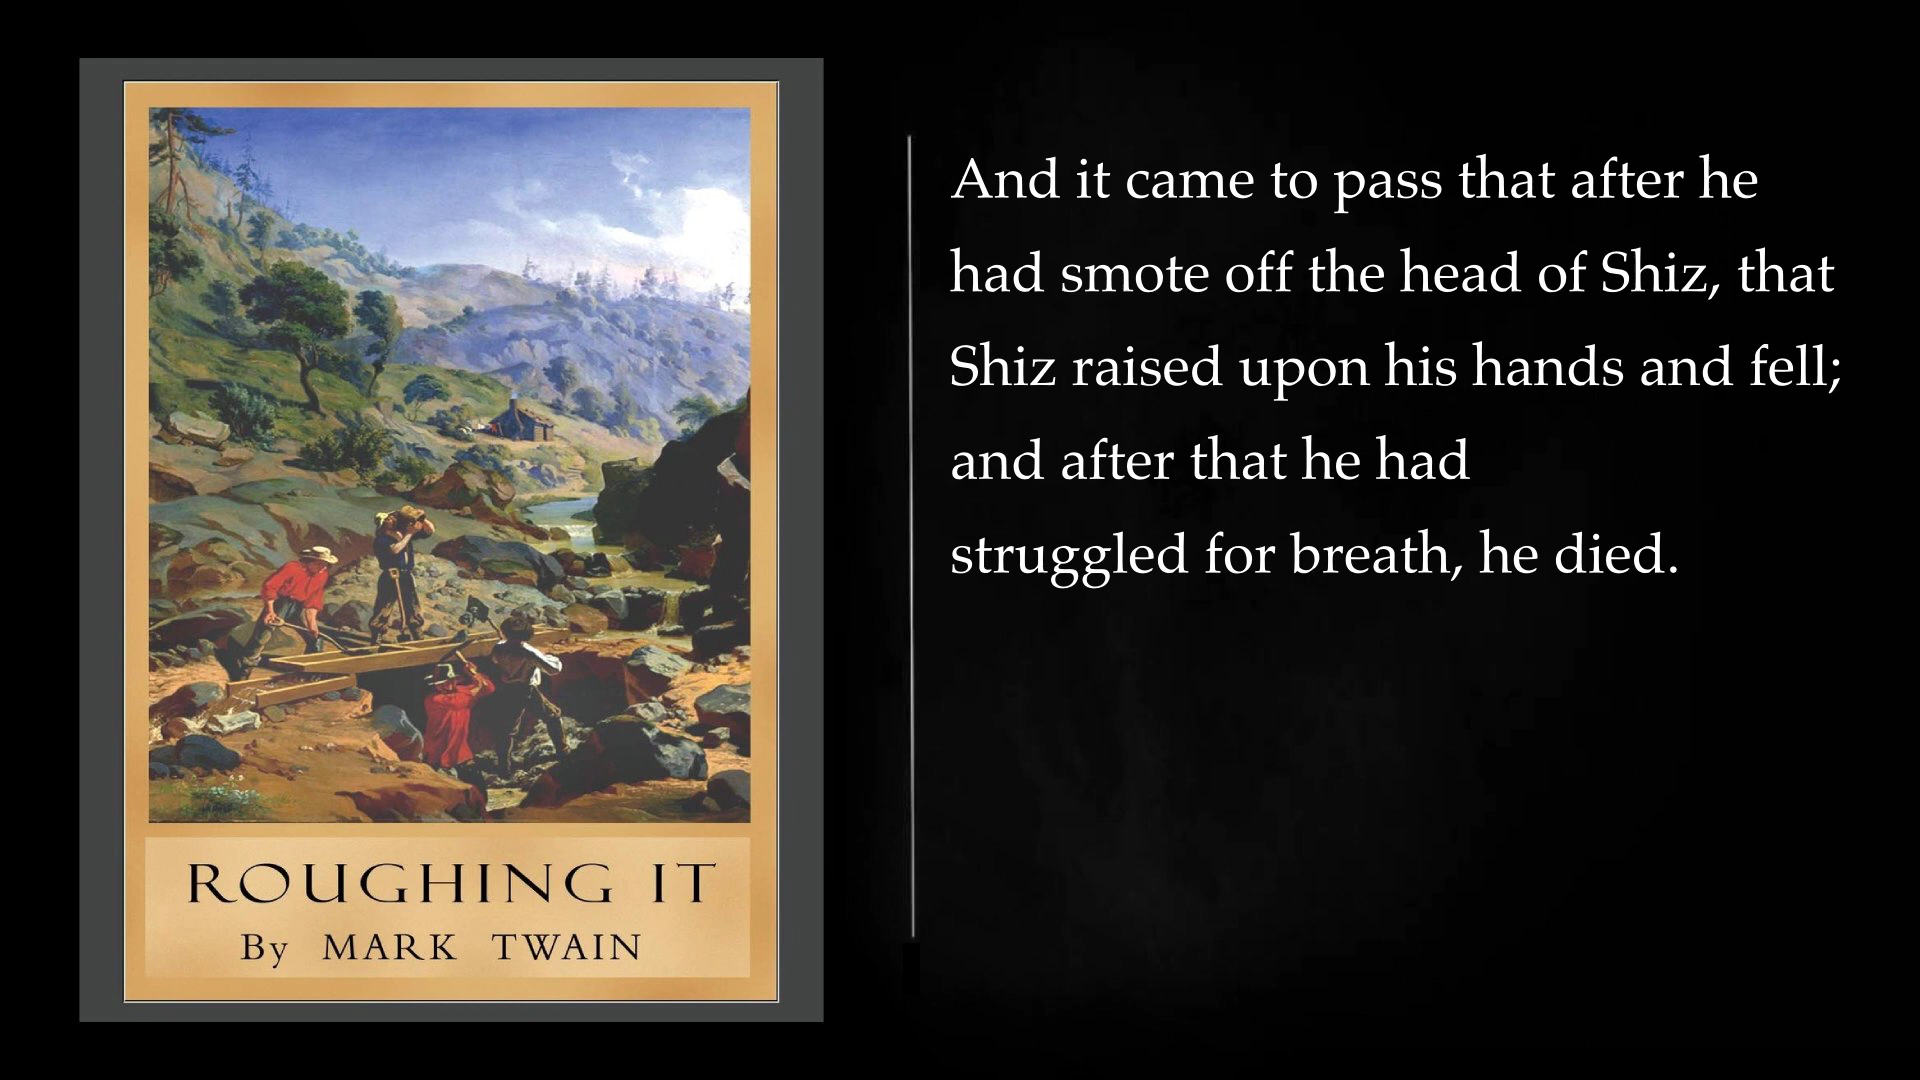 ROUGHING IT
By MARK TWAIN
And it came to pass that after he
had smote off the head of Shiz, that
Shiz raised upon his hands and fell;
and after that he had
struggled for breath, he died.